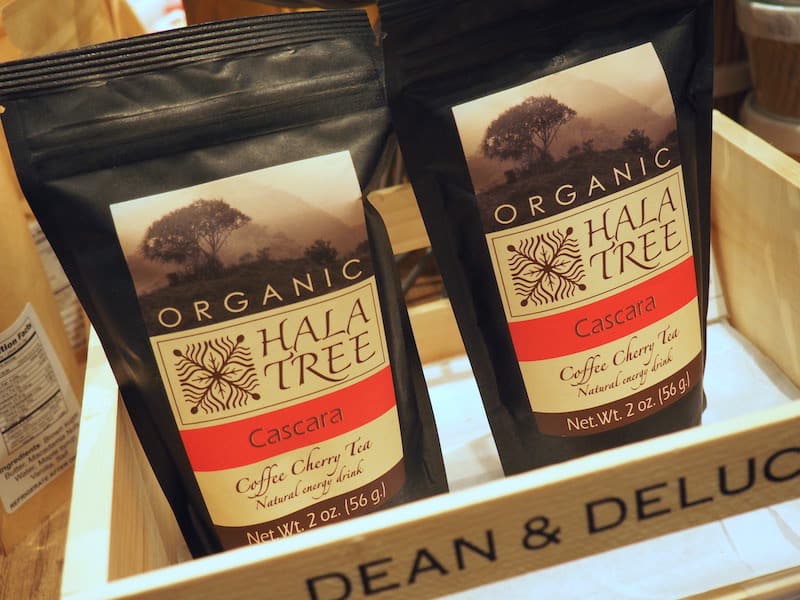 ORGANIC
HALA
TREE
Cascara
Coffee Cherry Tea
Natural energy drink
Net.Wt. 2 oz. (56 g.)
ORGANIC
HALA
TREE
Cascara
Coffee Cherry Tea
Natural energy drink
Net.Wt. 2 oz. (56 g.)
DEAN & DELUC